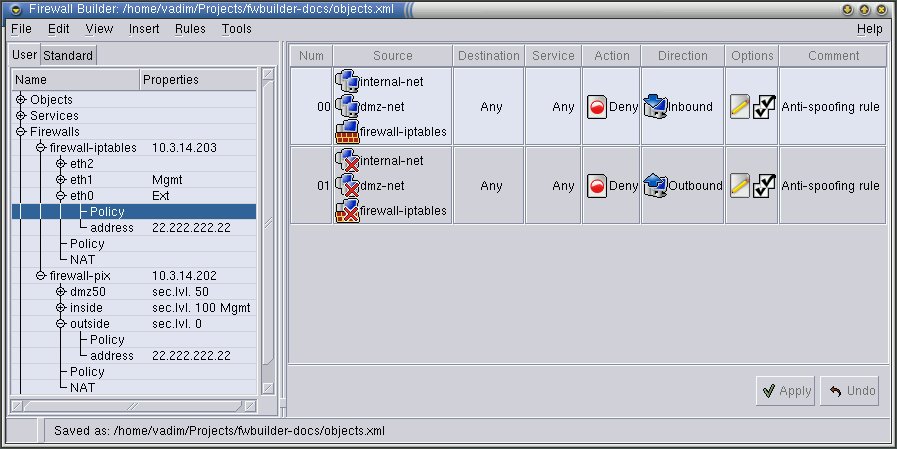 Firewall Builder: /home/vadim/Projects/fwbuilder-docs/objects.xml
File Edit View Insert Rules Tools Help
User Standard
Name Properties
Objects
Services
Firewalls
firewall-iptables 10.3.14.203
eth2
eth1 Mgmt
eth0 Ext
Policy
address 22.222.222.22
Policy
NAT
firewall-pix 10.3.14.202
dmz50 sec.lvl. 50
inside sec.lvl. 100 Mgmt
outside sec.lvl. 0
Policy
address 22.222.222.22
Policy
NAT
Num Source Destination Service Action Direction Options Comment
internal-net
00 dmz-net Any Any Deny Inbound Anti-spoofing rule
firewall-iptables
internal-net
01 dmz-net Any Any Deny Outbound Anti-spoofing rule
firewall-iptables
Apply Undo
Saved as: /home/vadim/Projects/fwbuilder-docs/objects.xml